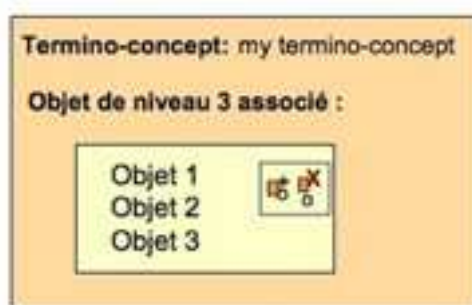 Termino-concept: my termino-concept
Objet de niveau 3 associé :
Objet 1
Objet 2
Objet 3